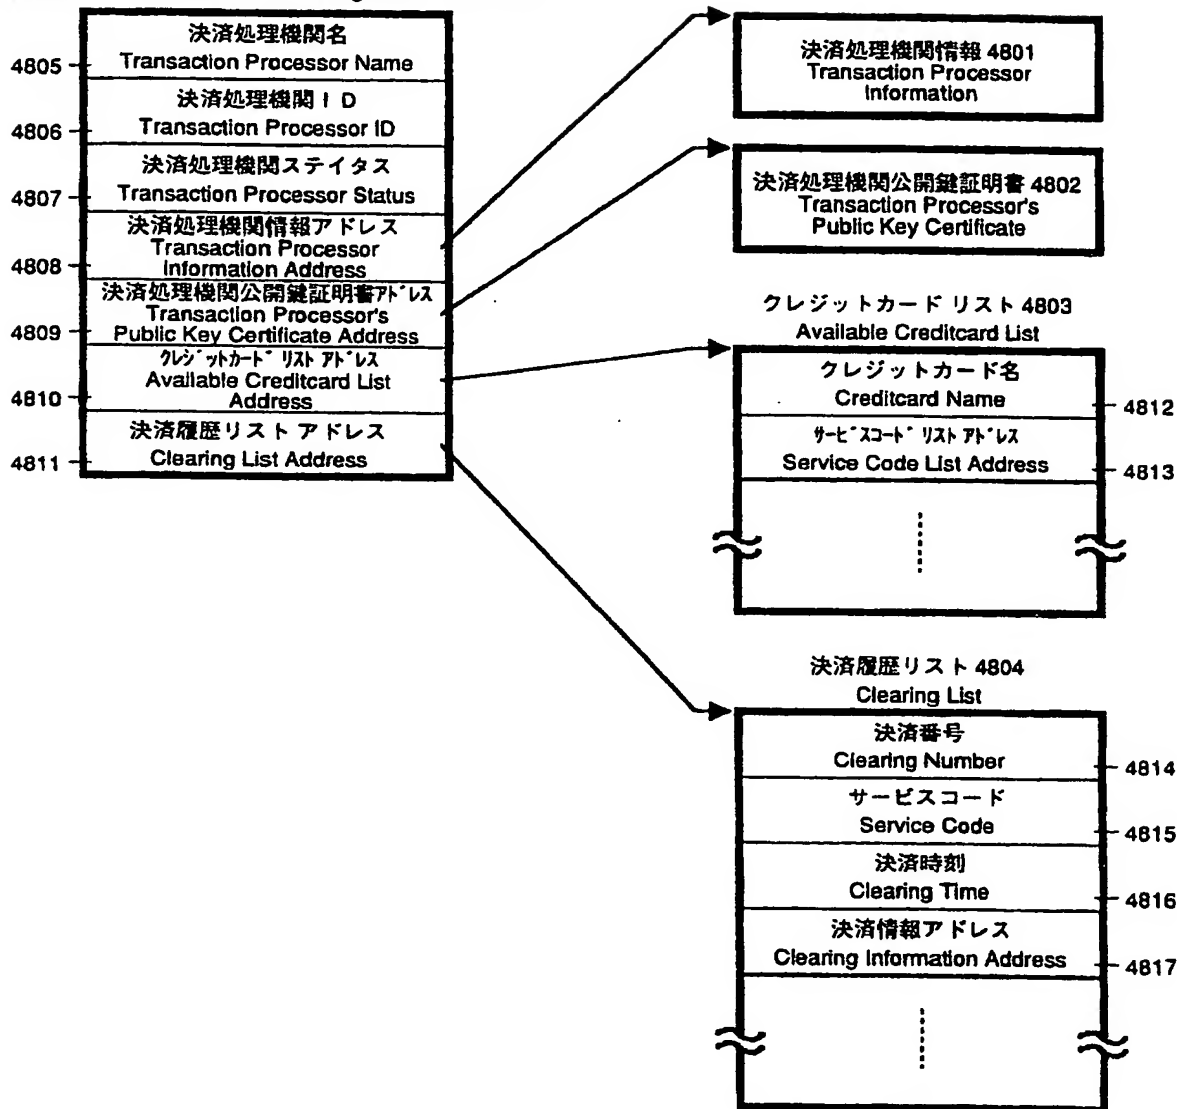 決済処理機関名
Transaction Processor Name
4805
決済処理機関ID
Transaction Processor ID
4806
決済処理機関ステイタス
Transaction Processor Status
4807
決済処理機関情報アドレス
Transaction Processor
Information Address
4808
決済処理機関公開鍵証明書アドレス
Transaction Processor's
Public Key Certificate Address
4809
クレジットカード リスト アドレス
Available Creditcard List
Address
4810
決済履歴リスト アドレス
Clearing List Address
4811
決済処理機関情報 4801
Transaction Processor
Information
決済処理機関公開鍵証明書 4802
Transaction Processor's
Public Key Certificate
クレジットカード リスト 4803
Available Creditcard List
クレジットカード名
Creditcard Name
4812
サービスコード リスト アドレス
Service Code List Address
4813
決済履歴リスト 4804
Clearing List
決済番号
Clearing Number
4814
サービスコード
Service Code
4815
決済時刻
Clearing Time
4816
決済情報アドレス
Clearing Information Address
4817